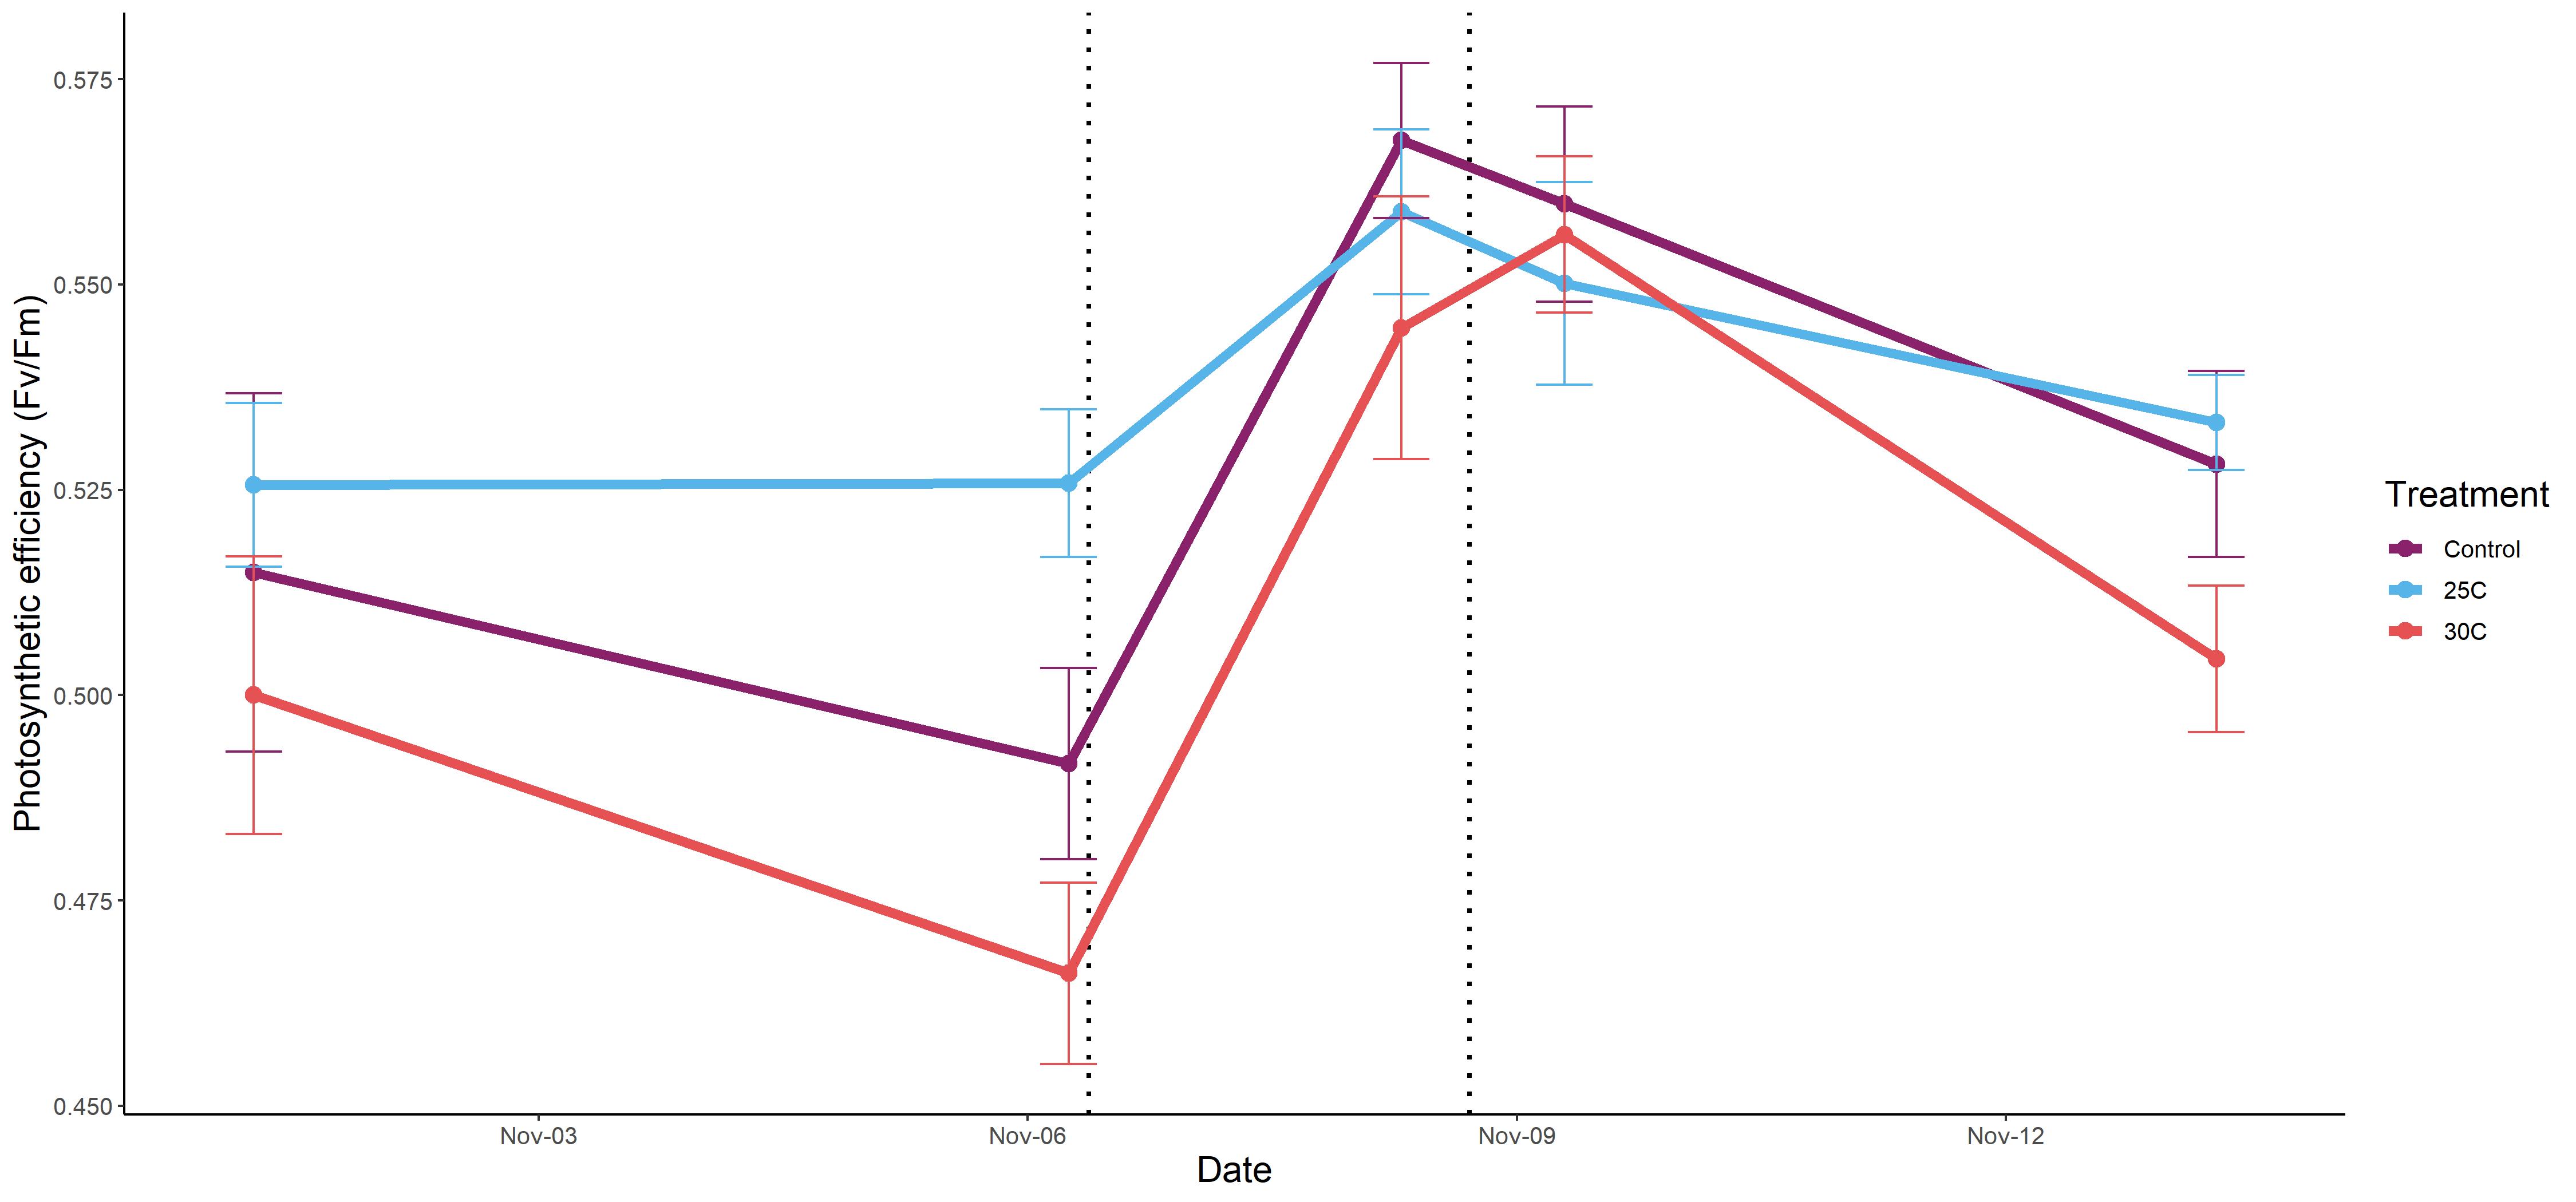 Photosynthetic efficiency (Fv/Fm)
0.575
0.550
0.525
0.500
0.475
0.450
Nov-03
Nov-06
Nov-09
Nov-12
Date
Treatment
Control
25C
30C